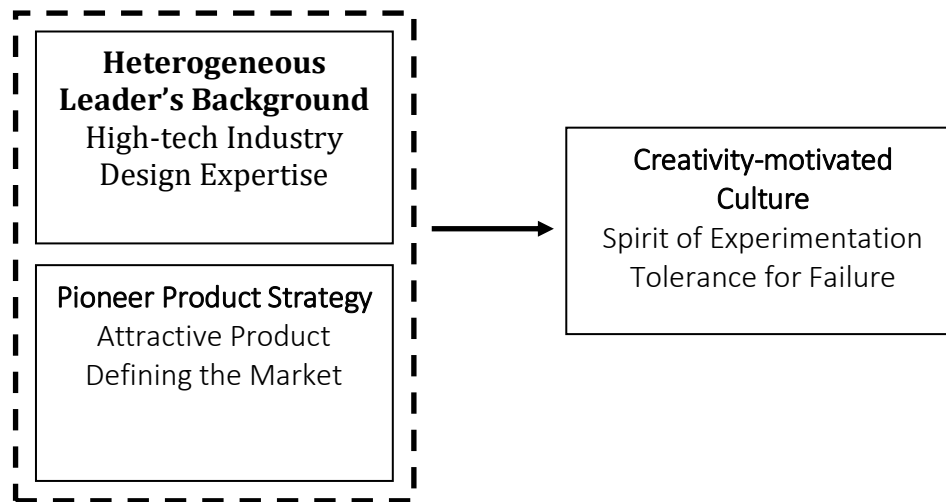 Heterogeneous
Leader’s Background
High-tech Industry
Design Expertise
Pioneer Product Strategy
Attractive Product
Defining the Market
Creativity-motivated
Culture
Spirit of Experimentation
Tolerance for Failure